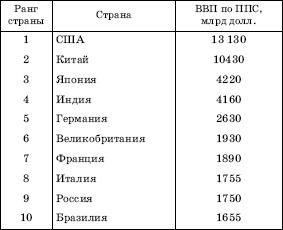 Ранг страны Страна ВВП по ППС, млрд долл.
1 США 13 130
2 Китай 10430
3 Япония 4220
4 Индия 4160
5 Германия 2630
6 Великобритания 1930
7 Франция 1890
8 Италия 1755
9 Россия 1750
10 Бразилия 1655